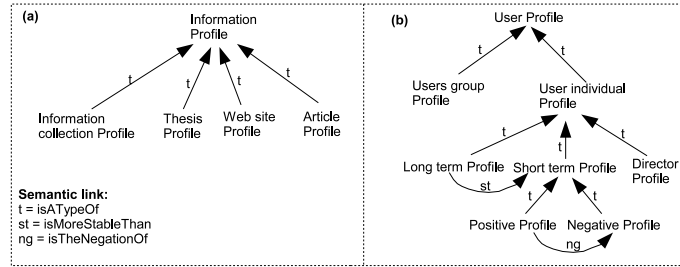 (a)
Information
Profile
t
t
t
t
Information
collection Profile
Thesis
Profile
Web site
Profile
Article
Profile
Semantic link:
t = isATypeOf
st = isMoreStableThan
ng = isTheNegationOf
(b)
User Profile
t
t
Users group
Profile
User individual
Profile
t
t
t
Long term Profile
Short term Profile
Director
Profile
st
t
t
Positive Profile
Negative Profile
ng